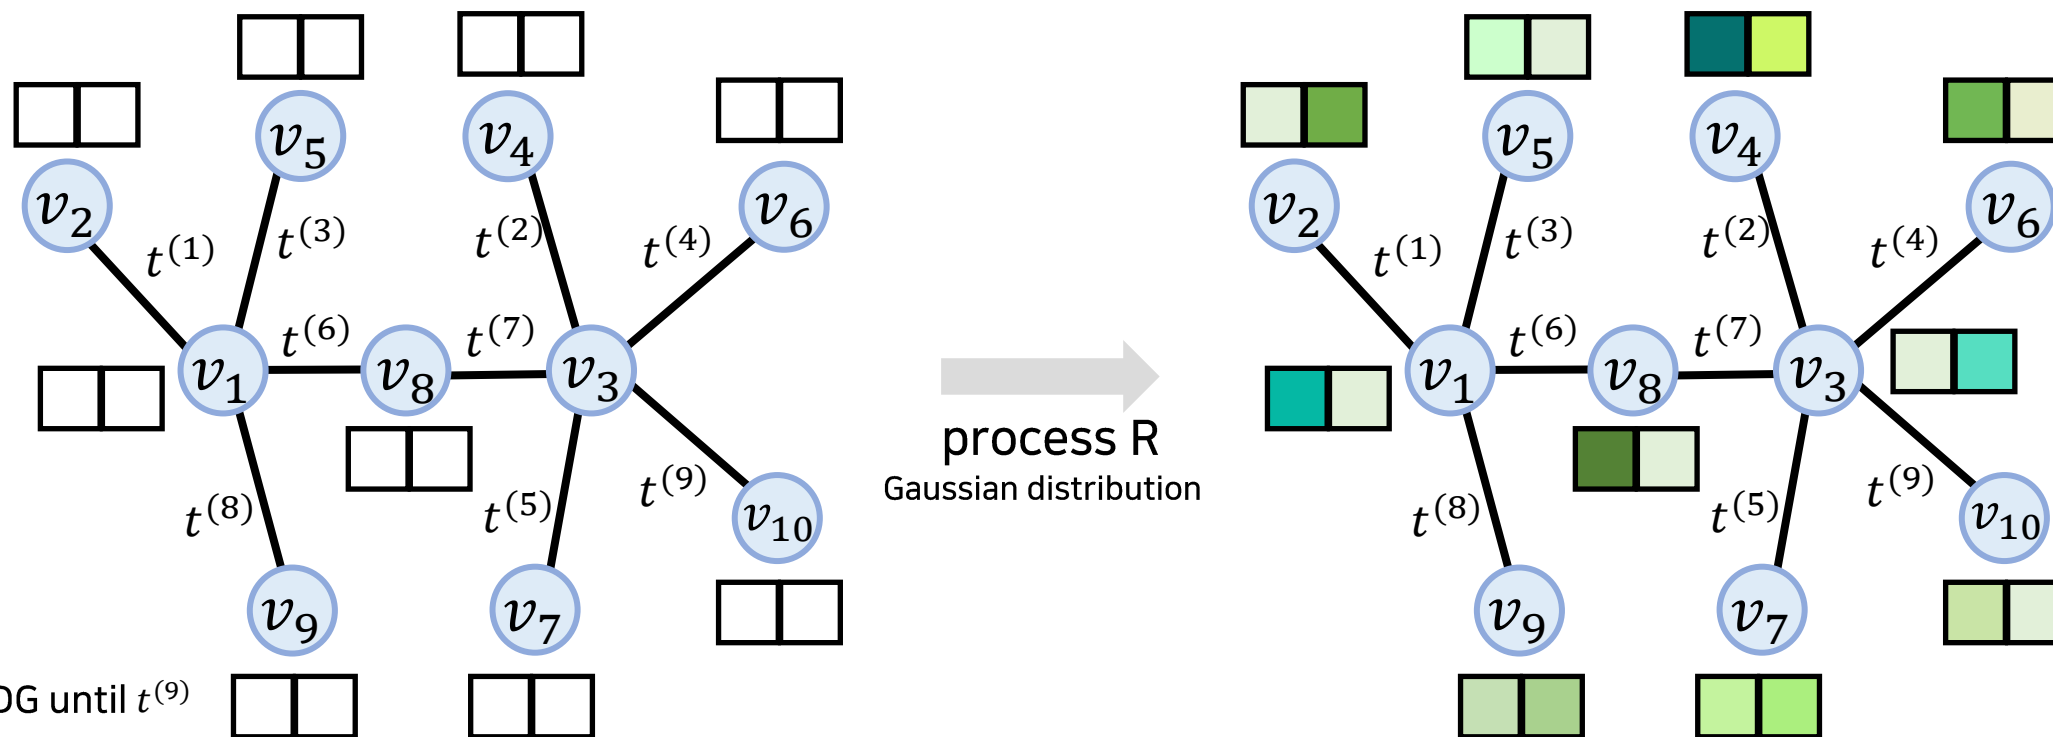 v₅ v₄ v₅ v₄
v₂ v₆ v₂ v₆
t⁽¹⁾ t⁽³⁾ t⁽²⁾ t⁽⁴⁾ t⁽¹⁾ t⁽³⁾ t⁽²⁾ t⁽⁴⁾
t⁽⁶⁾ t⁽⁷⁾ t⁽⁶⁾ t⁽⁷⁾
v₁ v₈ v₃ v₁ v₈ v₃
process R
Gaussian distribution
t⁽⁸⁾ t⁽⁵⁾ t⁽⁹⁾ t⁽⁸⁾ t⁽⁵⁾ t⁽⁹⁾
v₁₀ v₁₀
v₉ v₇ v₉ v₇
DG until t⁽⁹⁾